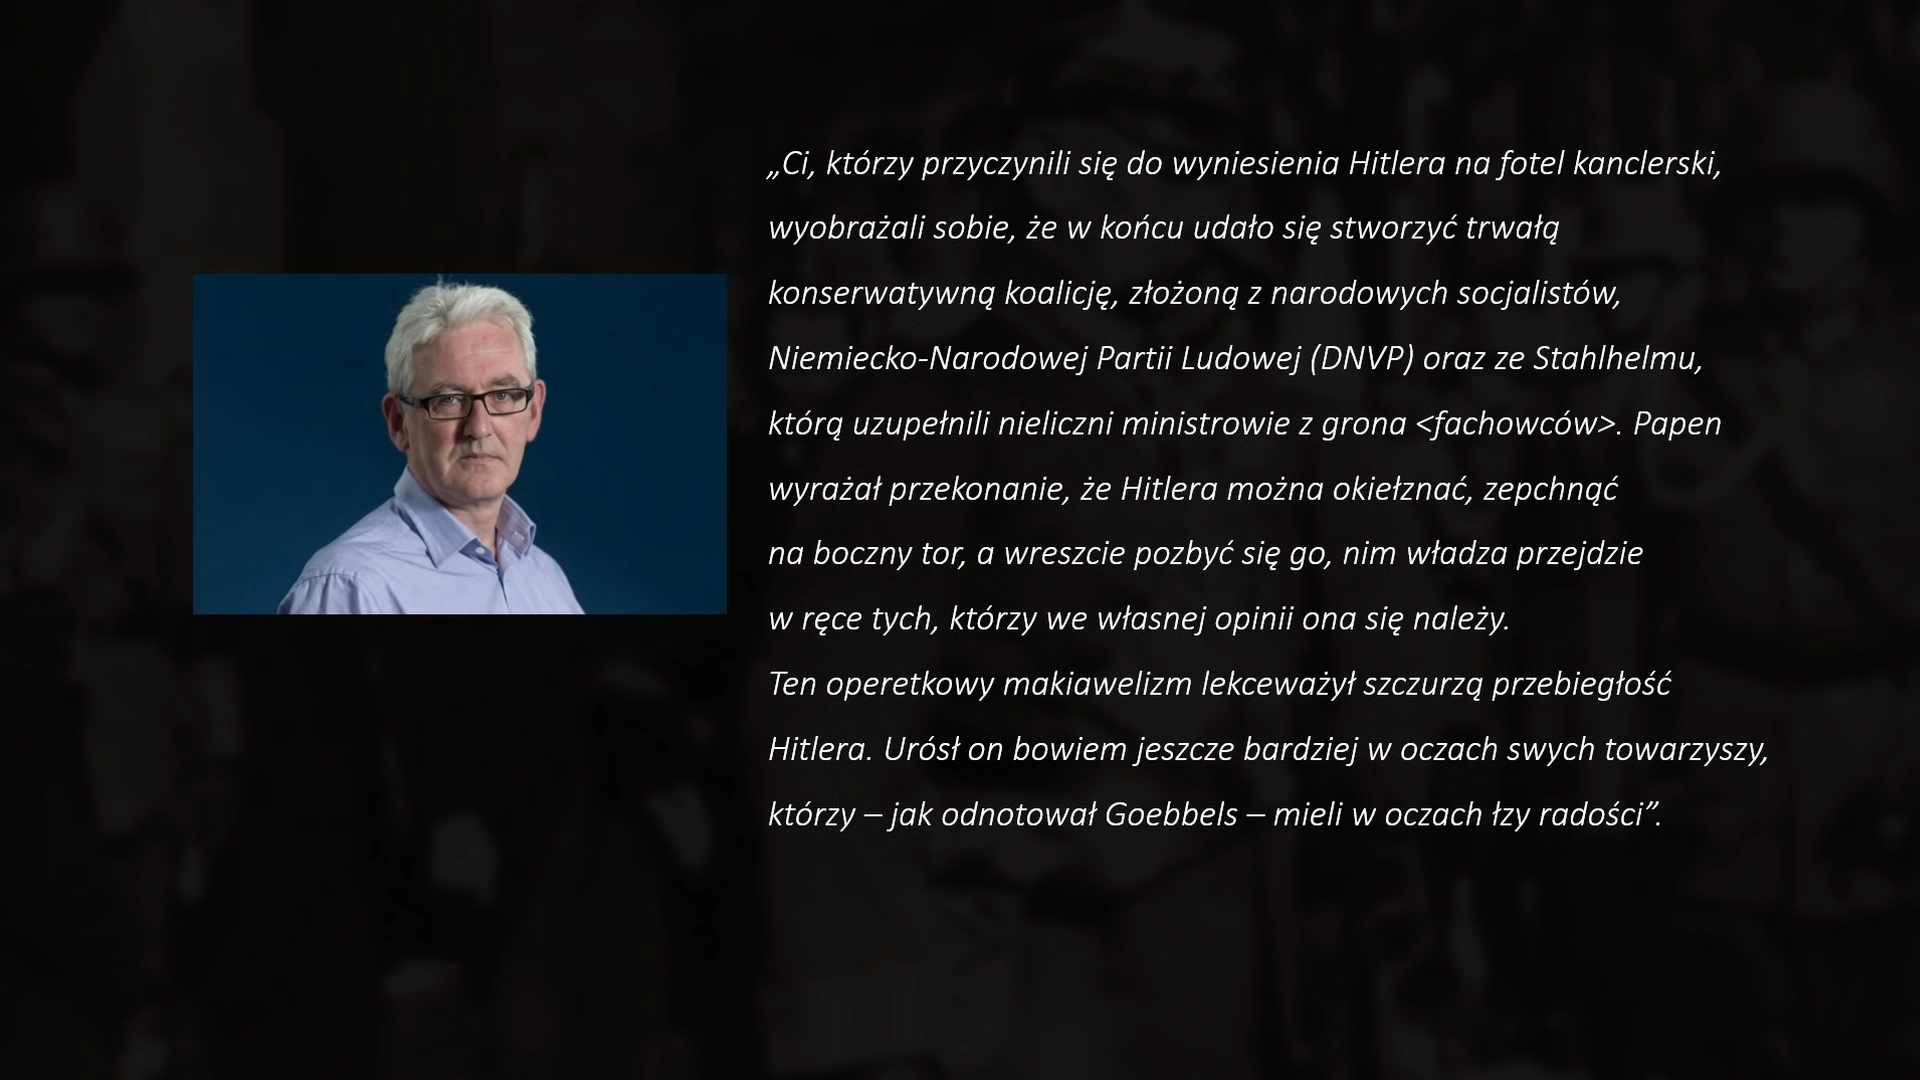 „Ci, którzy przyczynili się do wyniesienia Hitlera na fotel kanclerski,
wyobrażali sobie, że w końcu udało się stworzyć trwałą
konserwatywną koalicję, złożoną z narodowych socjalistów,
Niemiecko-Narodowej Partii Ludowej (DNVP) oraz ze Stahlhelmu,
którą uzupełnili nieliczni ministrowie z grona <fachowców>. Papen
wyrażał przekonanie, że Hitlera można okiełznać, zepchnąć
na boczny tor, a wreszcie pozbyć się go, nim władza przejdzie
w ręce tych, którzy we własnej opinii ona się należy.
Ten operetkowy makiawelizm lekceważył szczurzą przebiegłość
Hitlera. Urósł on bowiem jeszcze bardziej w oczach swych towarzyszy,
którzy – jak odnotował Goebbels – mieli w oczach łzy radości”.